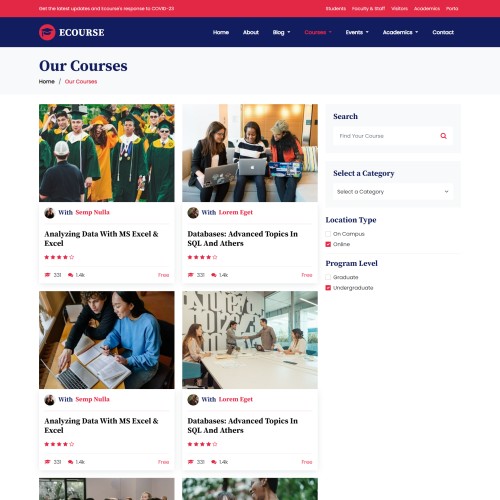 Get the latest updates and Ecourse's response to COVID-23
Students Faculty & Staff Visitors Academics Porta
ECOURSE
Home About Blog Courses Events Academics Contact
Our Courses
Home / Our Courses
With Semp Nulla
Analyzing Data With MS Excel &
Excel
331 1.4k Free
With Lorem Eget
Databases: Advanced Topics In
SQL And Athers
331 1.4k Free
Search
Find Your Course
Select a Category
Select a Category
Location Type
On Campus
Online
Program Level
Graduate
Undergraduate
With Semp Nulla
Analyzing Data With MS Excel &
Excel
331 1.4k Free
With Lorem Eget
Databases: Advanced Topics In
SQL And Athers
331 1.4k Free